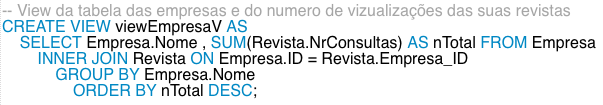 -- View da tabela das empresas e do numero de vizualizações das suas revistas
CREATE VIEW viewEmpresaV AS
SELECT Empresa.Nome , SUM(Revista.NrConsultas) AS nTotal FROM Empresa
INNER JOIN Revista ON Empresa.ID = Revista.Empresa_ID
GROUP BY Empresa.Nome
ORDER BY nTotal DESC;